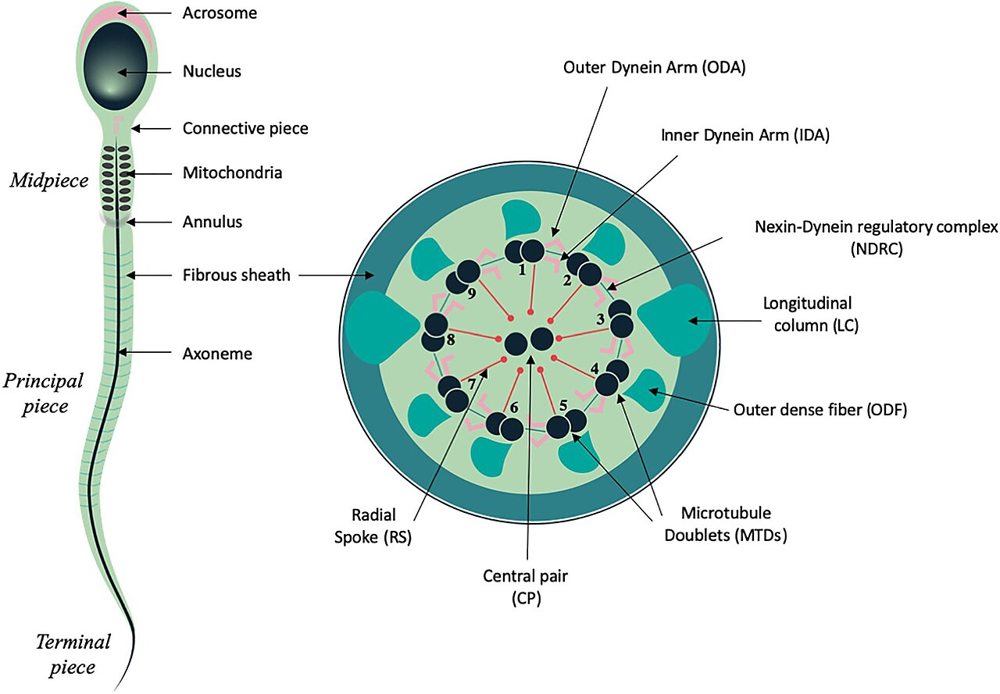 Acrosome
Nucleus
Connective piece
Midpiece
Mitochondria
Annulus
Fibrous sheath
Axoneme
Principal
piece
Terminal
piece
Outer Dynein Arm (ODA)
Inner Dynein Arm (IDA)
Nexin-Dynein regulatory complex
(NDRC)
Longitudinal
column (LC)
Outer dense fiber (ODF)
Microtubule
Doublets (MTDs)
Central pair
(CP)
Radial
Spoke (RS)
1
2
3
4
5
6
7
8
9